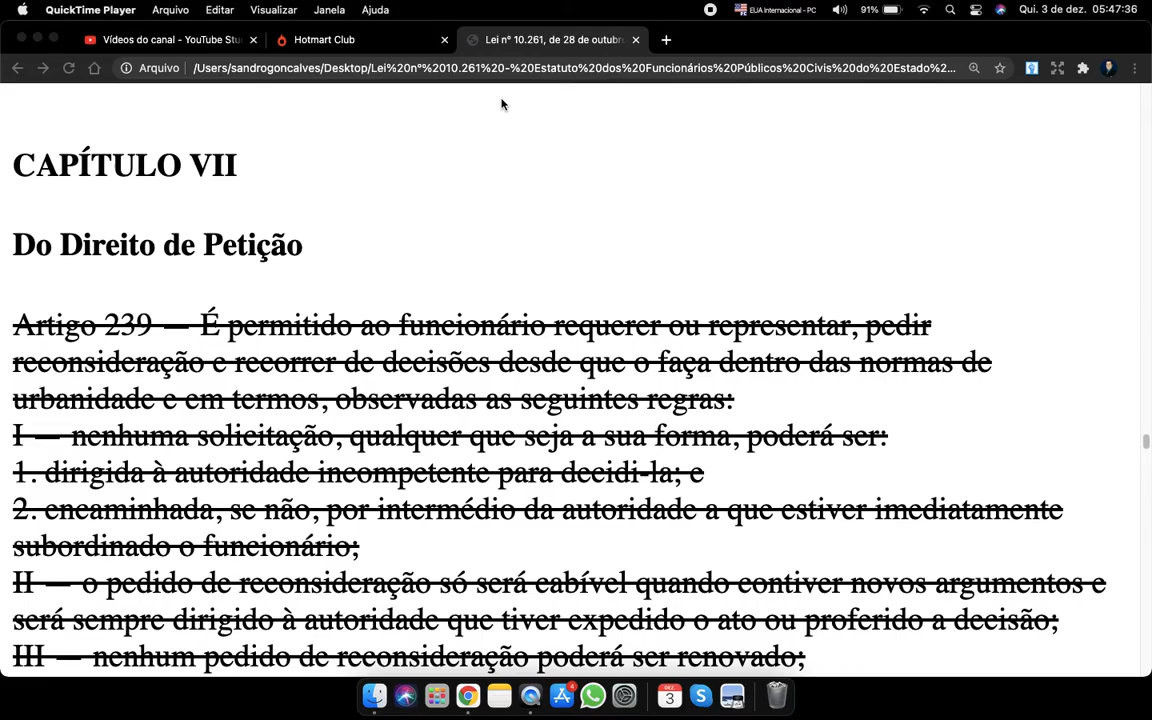 QuickTime Player Arquivo Editar Visualizar Janela Ajuda EUA Internacional - PC 91% Qui. 3 de dez. 05:47:36
Vídeos do canal - YouTube Stu Hotmart Club Lei nº 10.261, de 28 de outubr
Arquivo /Users/sandrogoncalves/Desktop/Lei%20n°%2010.261%20-%20Estatuto%20dos%20Funcionários%20Públicos%20Civis%20do%20Estado%2...
CAPÍTULO VII
Do Direito de Petição
Artigo 239 — É permitido ao funcionário requerer ou representar, pedir
reconsideração e recorrer de decisões desde que o faça dentro das normas de
urbanidade e em termos, observadas as seguintes regras:
I — nenhuma solicitação, qualquer que seja a sua forma, poderá ser:
1. dirigida à autoridade incompetente para decidi-la; e
2. encaminhada, se não, por intermédio da autoridade a que estiver imediatamente
subordinado o funcionário;
II — o pedido de reconsideração só será cabível quando contiver novos argumentos e
será sempre dirigido à autoridade que tiver expedido o ato ou proferido a decisão;
III — nenhum pedido de reconsideração poderá ser renovado;
DEZ
3
4